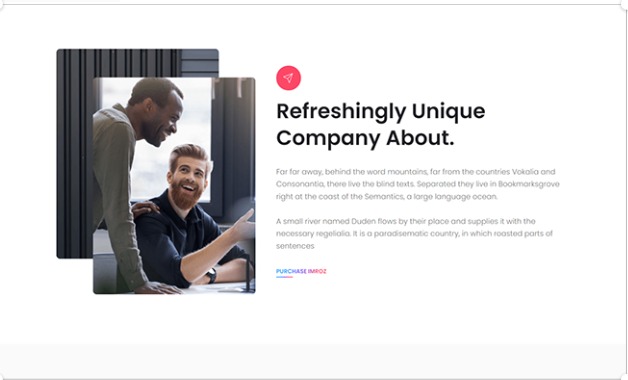 Refreshingly Unique
Company About.
Far far away, behind the word mountains, far from the countries Vokalia and
Consonantia, there live the blind texts. Separated they live in Bookmarksgrove
right at the coast of the Semantics, a large language ocean.
A small river named Duden flows by their place and supplies it with the
necessary regelialia. It is a paradisematic country, in which roasted parts of
sentences
PURCHASE IMROZ